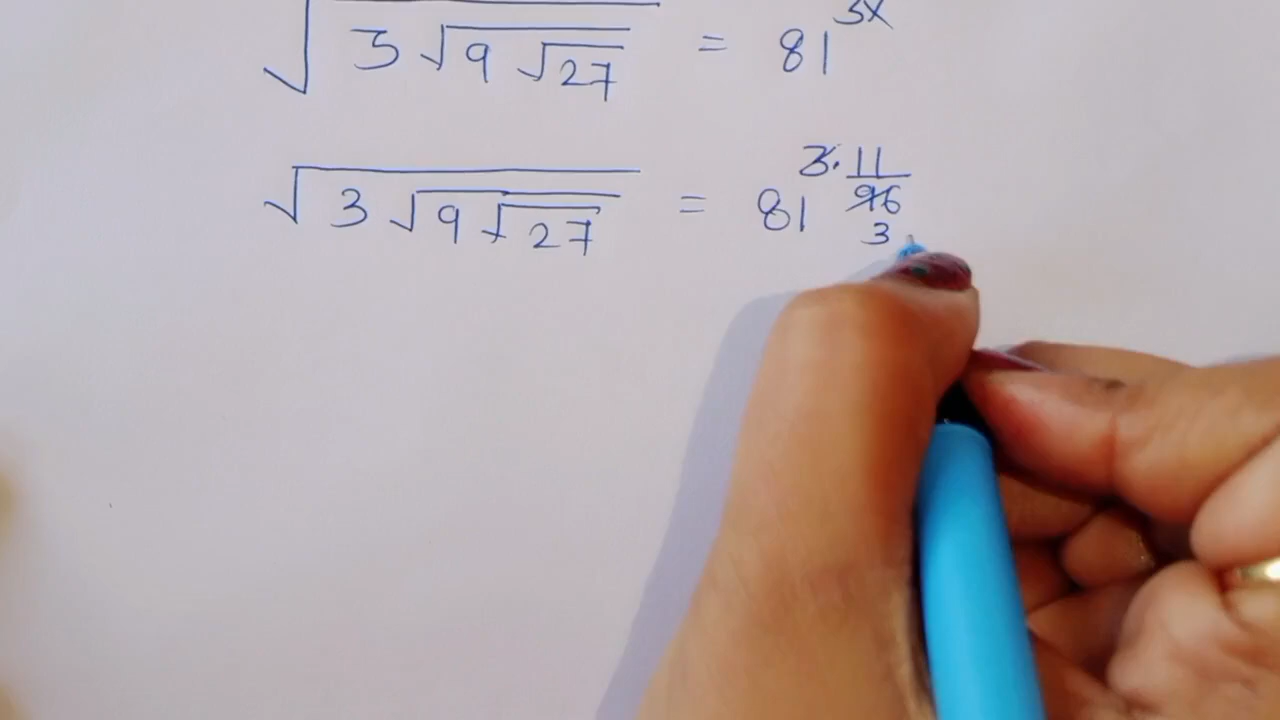 √(3√(9√27)) = 81^3x
√(3√(9√27)) = 81^3·11/96
3